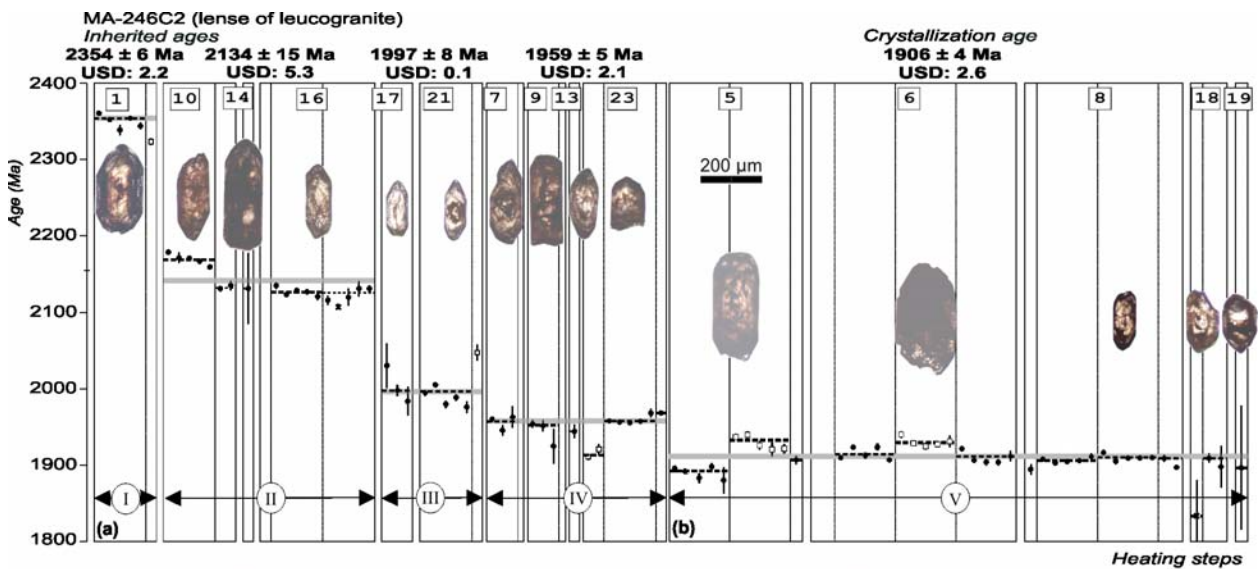 MA-246C2 (lense of leucogranite)
Inherited ages
Crystallization age
2354 ± 6 Ma 2134 ± 15 Ma 1997 ± 8 Ma 1959 ± 5 Ma 1906 ± 4 Ma
USD: 2.2 USD: 5.3 USD: 0.1 USD: 2.1 USD: 2.6
2400
1 10 14 16 17 21 7 9 13 23 5 6 8 18 19
2300
200 µm
Age (Ma)
2200
2100
2000
1900
I II III IV V
(a) (b)
1800
Heating steps